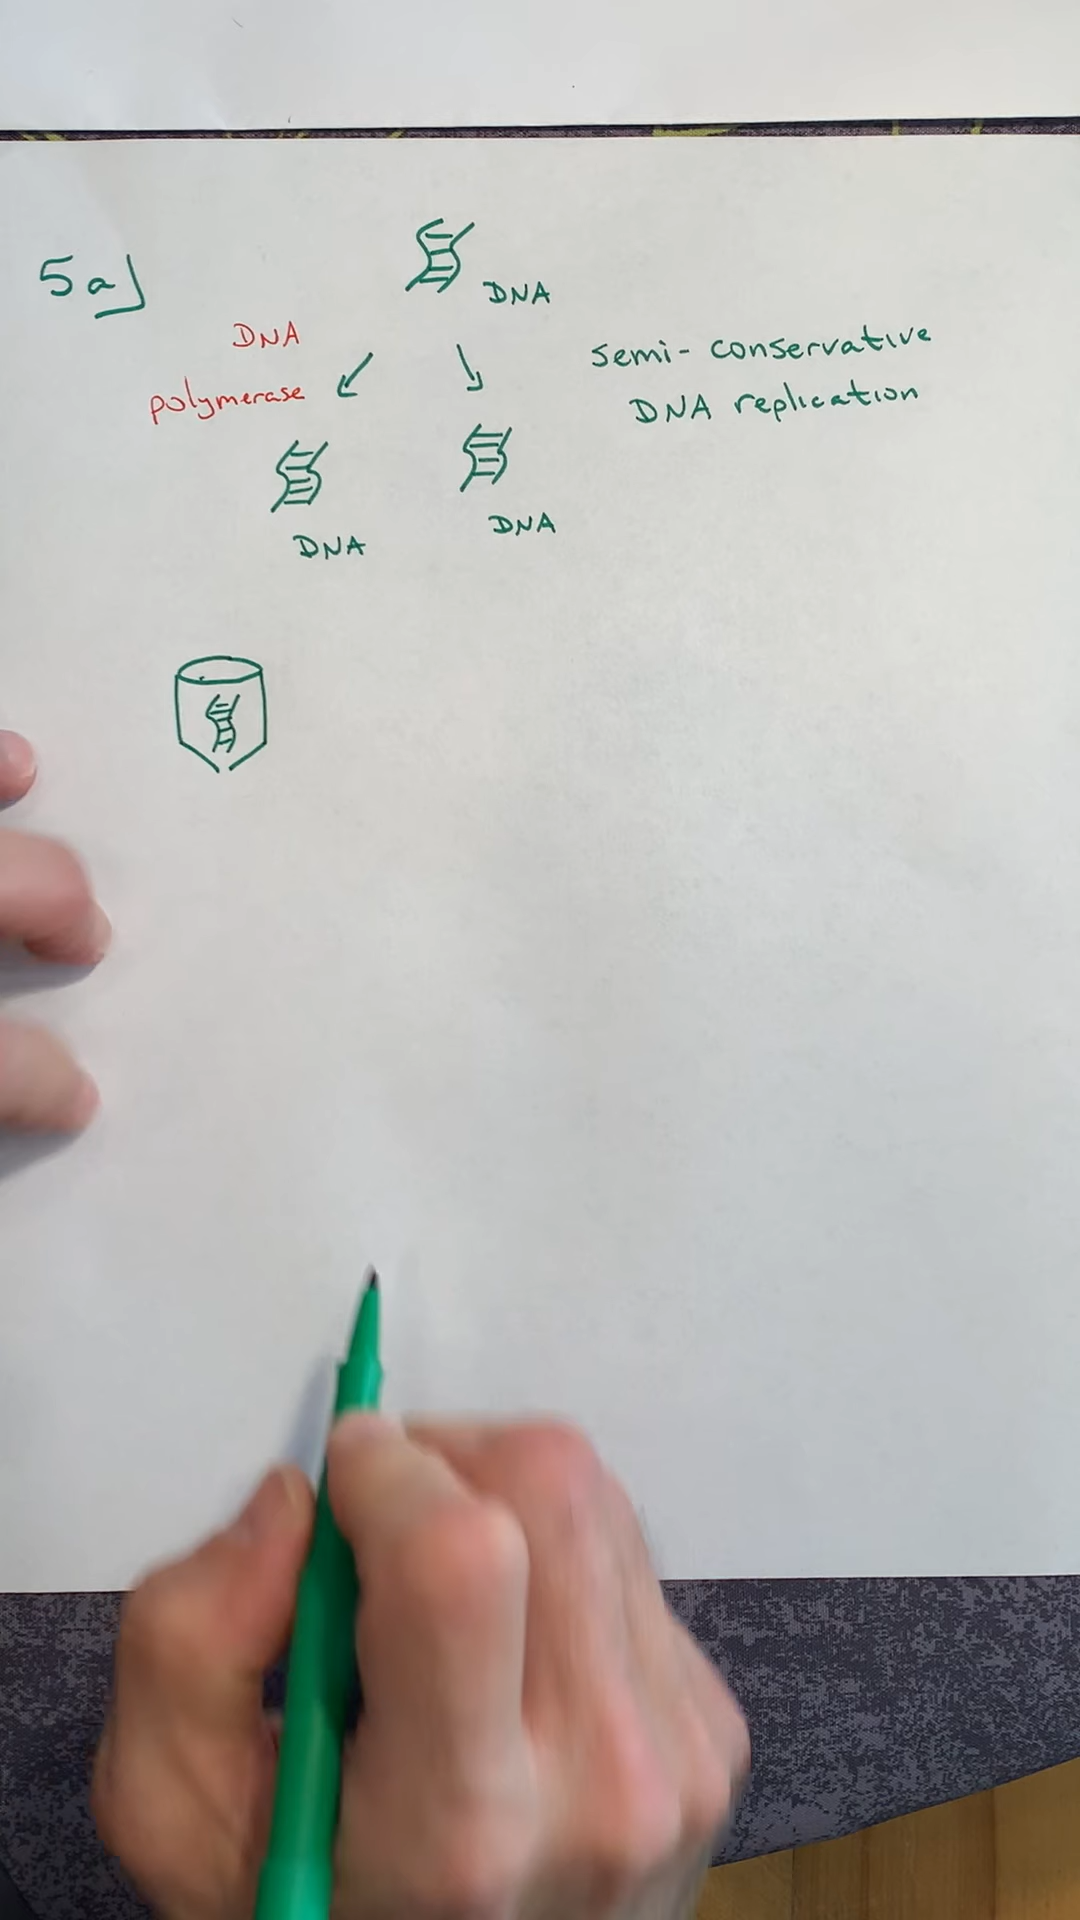 5a)
DNA
DNA
polymerase
semi- conservative
DNA replication
DNA
DNA